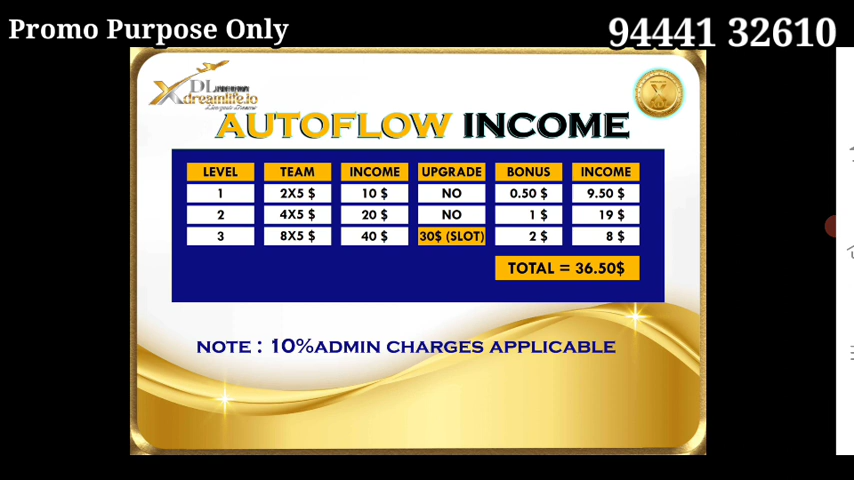 Promo Purpose Only
94441 32610
DL
Xdreamlife.io
AUTOFLOW INCOME
LEVEL TEAM INCOME UPGRADE BONUS INCOME
1 2X5 $ 10 $ NO 0.50 $ 9.50 $
2 4X5 $ 20 $ NO 1 $ 19 $
3 8X5 $ 40 $ 30$ (SLOT) 2 $ 8 $
TOTAL = 36.50$
NOTE : 10%ADMIN CHARGES APPLICABLE